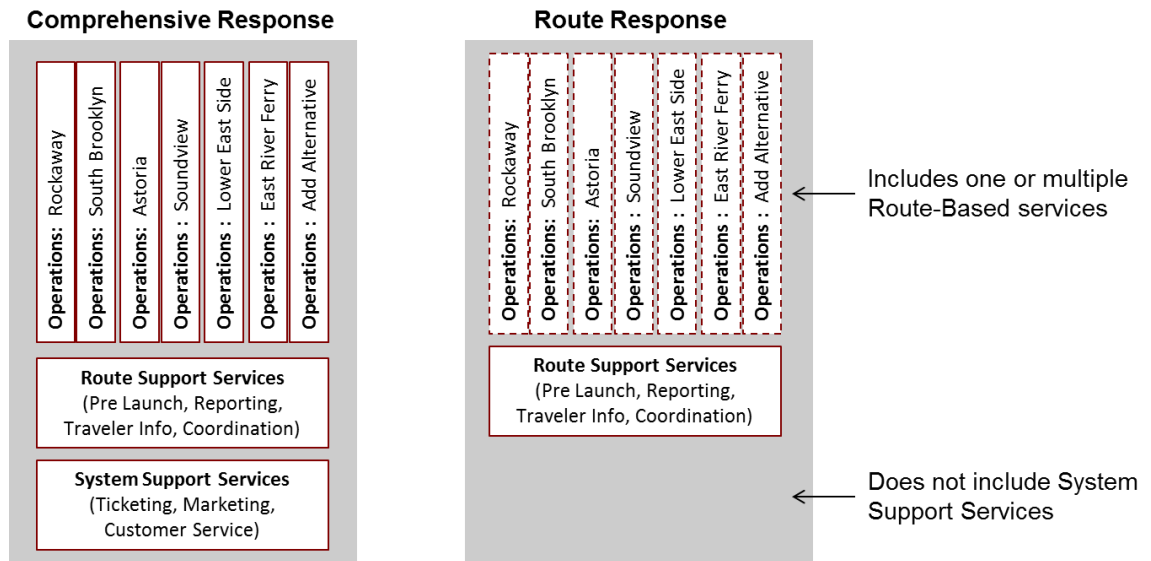 Comprehensive Response
Operations: Rockaway
Operations : South Brooklyn
Operations: Astoria
Operations : Soundview
Operations : Lower East Side
Operations : East River Ferry
Operations : Add Alternative
Route Support Services
(Pre Launch, Reporting,
Traveler Info, Coordination)
System Support Services
(Ticketing, Marketing,
Customer Service)
Route Response
Operations: Rockaway
Operations : South Brooklyn
Operations: Astoria
Operations : Soundview
Operations : Lower East Side
Operations : East River Ferry
Operations : Add Alternative
Route Support Services
(Pre Launch, Reporting,
Traveler Info, Coordination)
Includes one or multiple
Route-Based services
Does not include System
Support Services